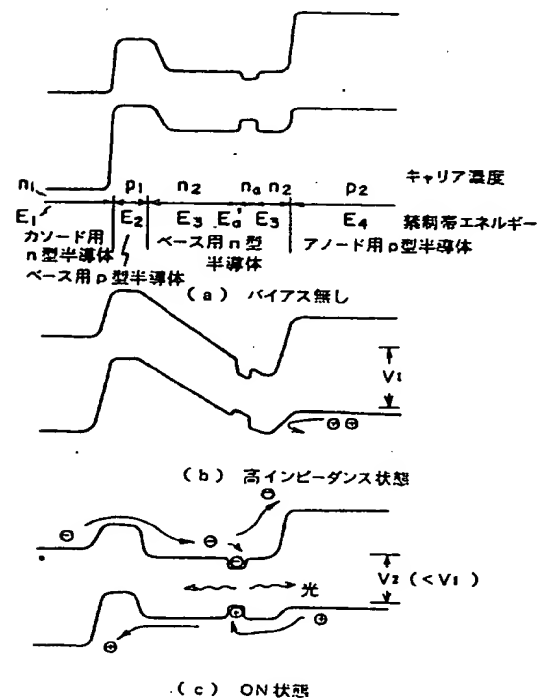 n₁ p₁ n₂ nₐ n₂ p₂ キャリア濃度
E₁ E₂ E₃ Eₐ' E₃ E₄ 禁制帯エネルギー
カソード用
n型半導体
ベース用p型半導体
ベース用n型
半導体
アノード用p型半導体
(a) バイアス無し
V₁
⊕ ⊕
(b) 高インピーダンス状態
⊖
⊖ ⊖
⊖
V₂ (<V₁)
光
⊕ ⊕
⊕
(c) ON状態